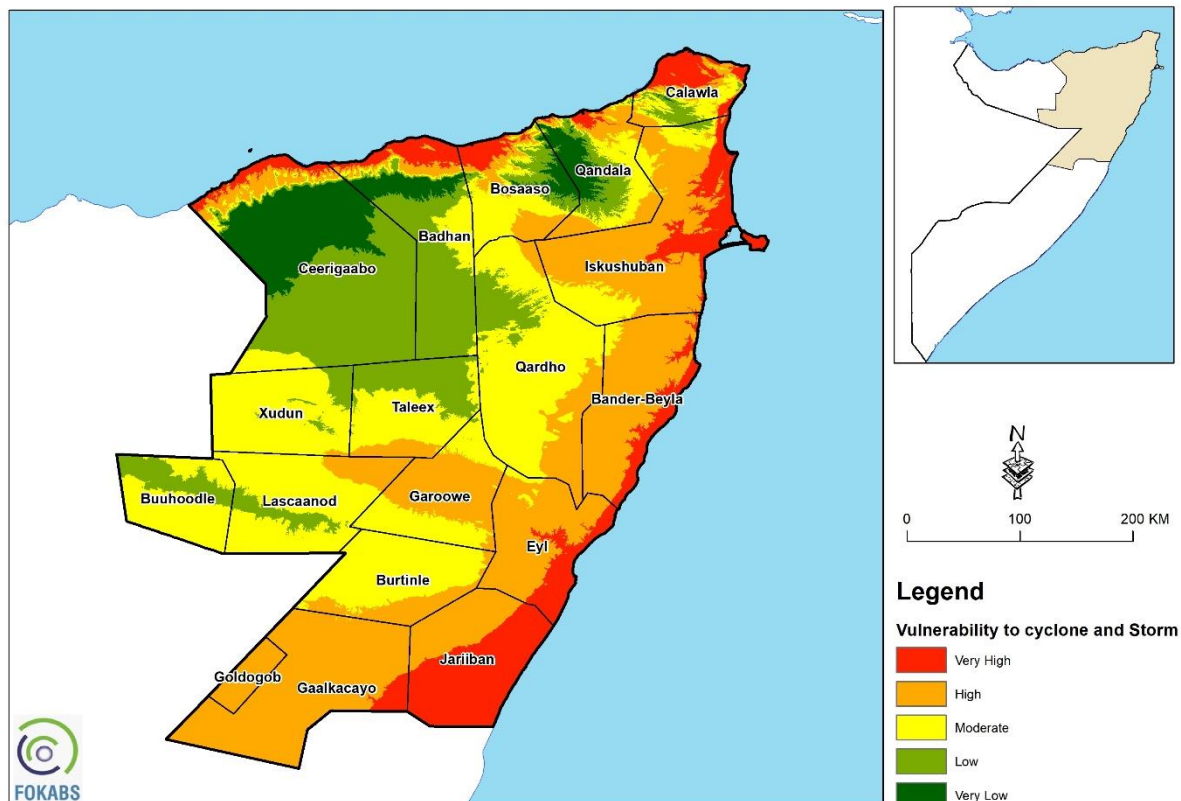 Calawla
Qandala
Bosaaso
Badhan
Iskushuban
Ceerigaabo
Qardho
Bander-Beyla
Xudun
Taleex
Buuhoodle
Lascaanod
Garoowe
Eyl
Burtinle
Jariiban
Goldogob
Gaalkacayo
FOKABS
N
0 100 200 KM
Legend
Vulnerability to cyclone and Storm
Very High
High
Moderate
Low
Very Low